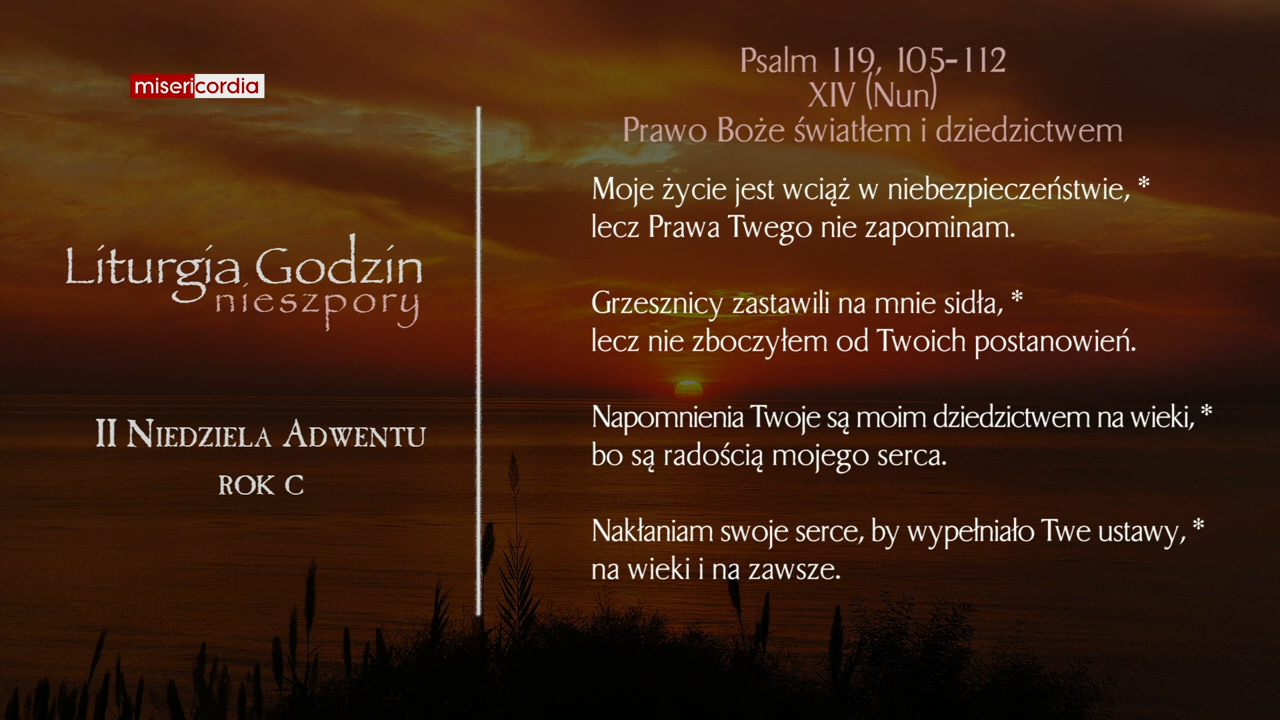 misericordia
Liturgia Godzin
nieszpory
II Niedziela Adwentu
rok C
Psalm 119, 105-112
XIV (Nun)
Prawo Boże światłem i dziedzictwem
Moje życie jest wciąż w niebezpieczeństwie, *
lecz Prawa Twego nie zapominam.
Grzesznicy zastawili na mnie sidła, *
lecz nie zboczyłem od Twoich postanowień.
Napomnienia Twoje są moim dziedzictwem na wieki, *
bo są radością mojego serca.
Nakłaniam swoje serce, by wypełniało Twe ustawy, *
na wieki i na zawsze.